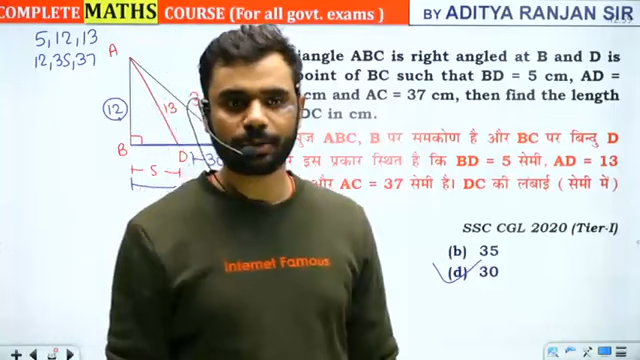 COMPLETE MATHS COURSE (For all govt. exams)
BY ADITYA RANJAN SIR
5,12,13
12,35,37
A
12
13
B
D
5
30
iangle ABC is right angled at B and D is
point of BC such that BD = 5 cm, AD =
cm and AC = 37 cm, then find the length
DC in cm.
ुज ABC, B पर समकोण है और BC पर बिन्दु D
इस प्रकार स्थित है कि BD = 5 सेमी, AD = 13
और AC = 37 सेमी है। DC की लंबाई (सेमी में)
SSC CGL 2020 (Tier-I)
(b) 35
(d) 30
Internet Famous